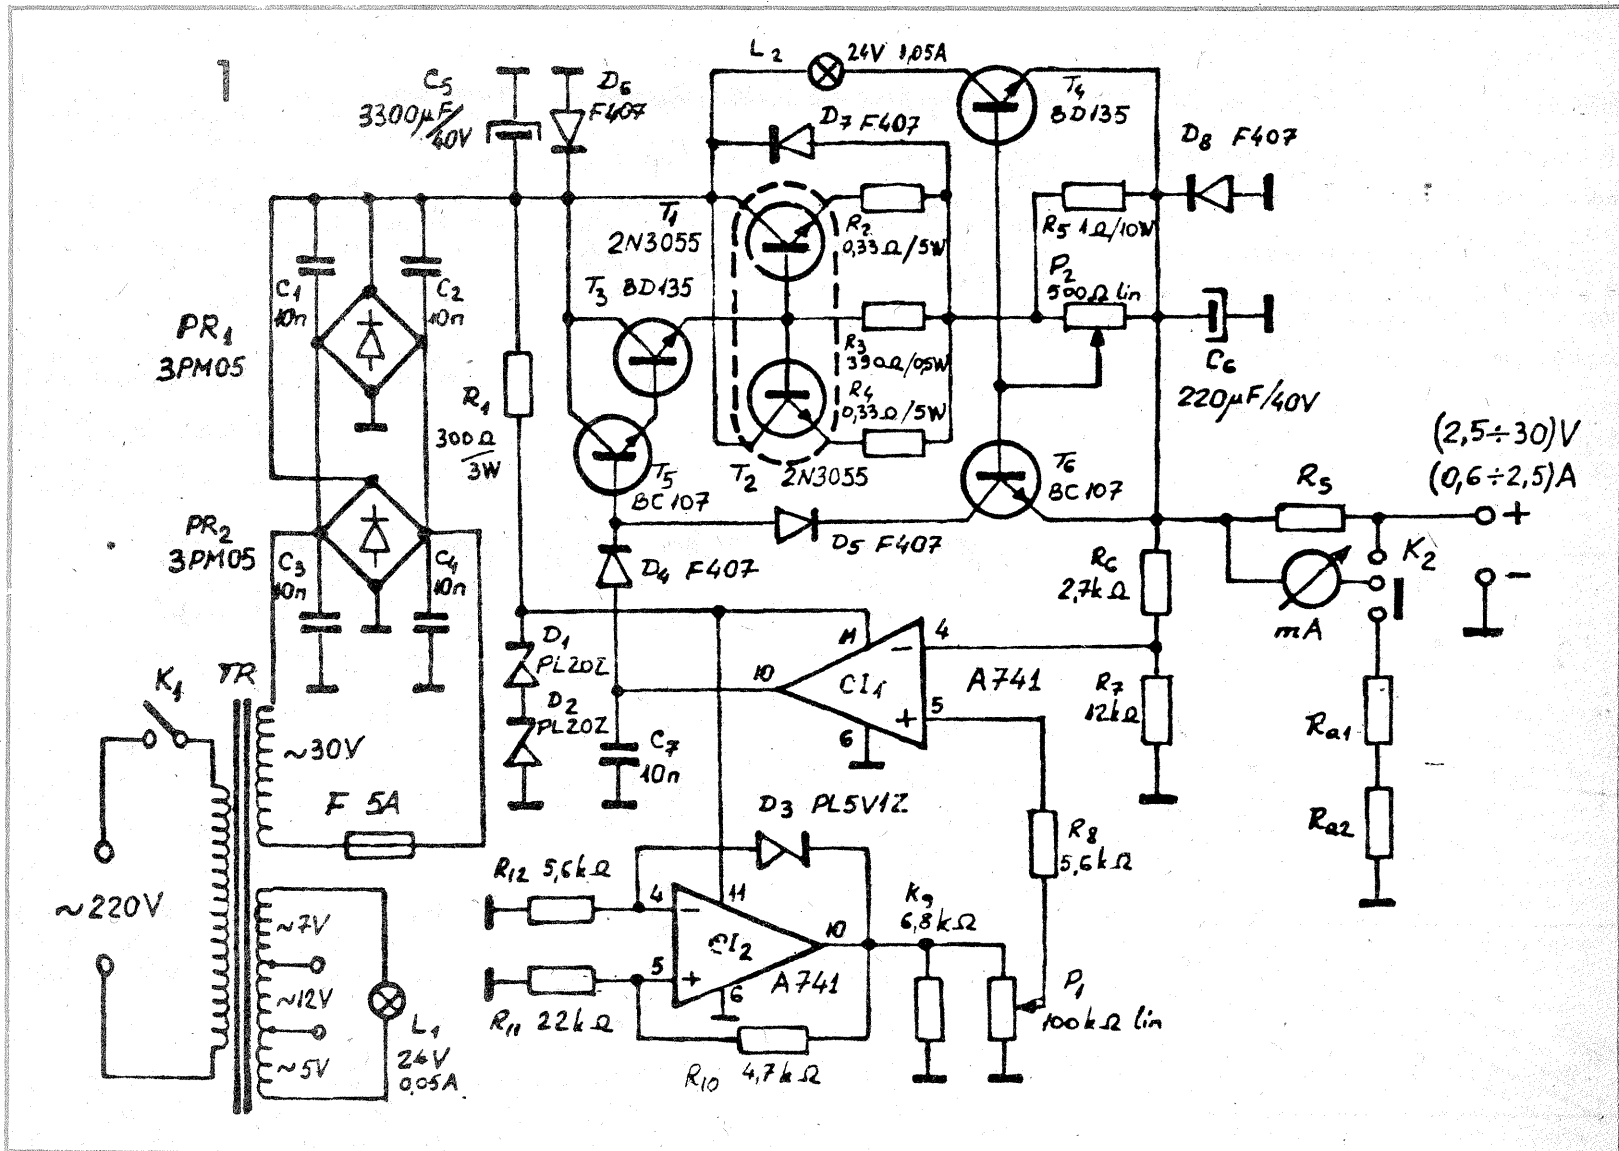 1
C5
3300µF/
40V
D6
F407
L2
24V 0,05A
T4
BD135
D7 F407
D8 F407
T1
2N3055
R2
0,33Ω/5W
R5 1Ω/10W
P2
500Ω lin
C1
10n
C2
10n
PR1
3PM05
T3 BD135
R3
390Ω/0,5W
R4
0,33Ω/5W
C6
220µF/40V
R1
300Ω
/3W
T5
BC107
T2 2N3055
T6
BC107
(2,5÷30)V
(0,6÷2,5)A
R5
+
PR2
3PM05
C3
10n
C4
10n
D4 F407
D5 F407
R6
2,7kΩ
K2
-
mA
D1
PL20Z
D2
PL20Z
11
4
-
10
CI1
A741
+
5
6
R7
12kΩ
Ra1
K1
TR
~30V
C7
10n
F 5A
D3 PL5V1Z
R8
5,6kΩ
Ra2
~220V
R12 5,6kΩ
4
11
-
CI2
10
5
+
6
A741
R9
6,8kΩ
~7V
~12V
~5V
L1
24V
0,05A
R11 22kΩ
R10 4,7kΩ
P1
100kΩ lin